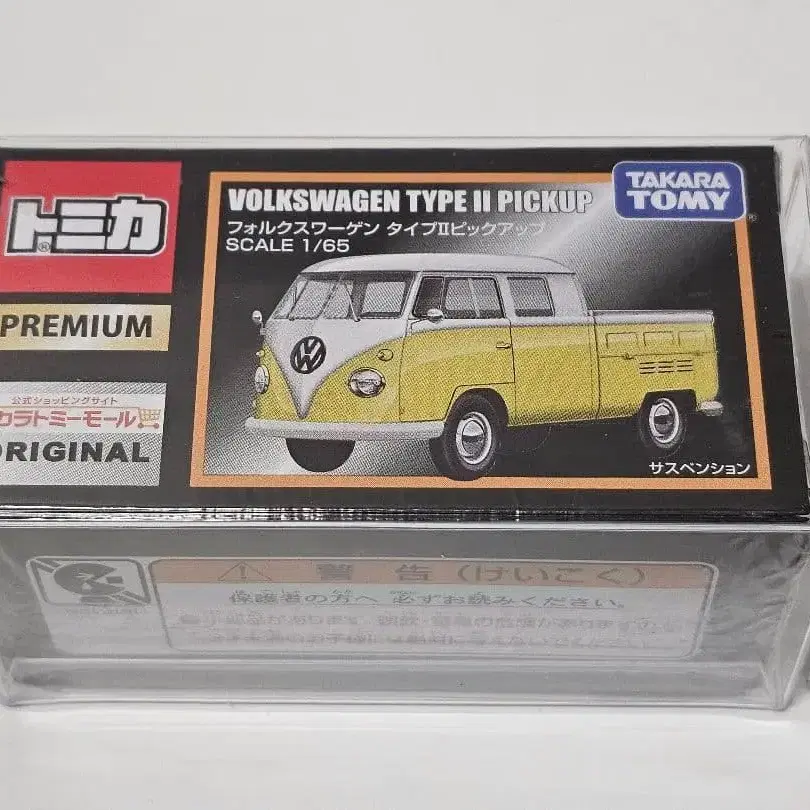 トミカ
®
PREMIUM
公式ショッピングサイト
カラトミーモール
ORIGINAL
VOLKSWAGEN TYPE II PICKUP
フォルクスワーゲン タイプIIピックアップ
SCALE 1/65
TAKARA
TOMY
®
サスペンション
警告(けいこく)
保護者の方へ 必ずお読みください。